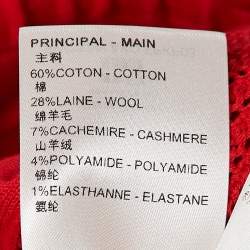 PRINCIPAL - MAIN
主料
60%COTON - COTTON
棉
28%LAINE - WOOL
绵羊毛
7%CACHEMIRE - CASHMERE
山羊绒
4%POLYAMIDE - POLYAMIDE
锦纶
1%ELASTHANNE - ELASTANE
氨纶